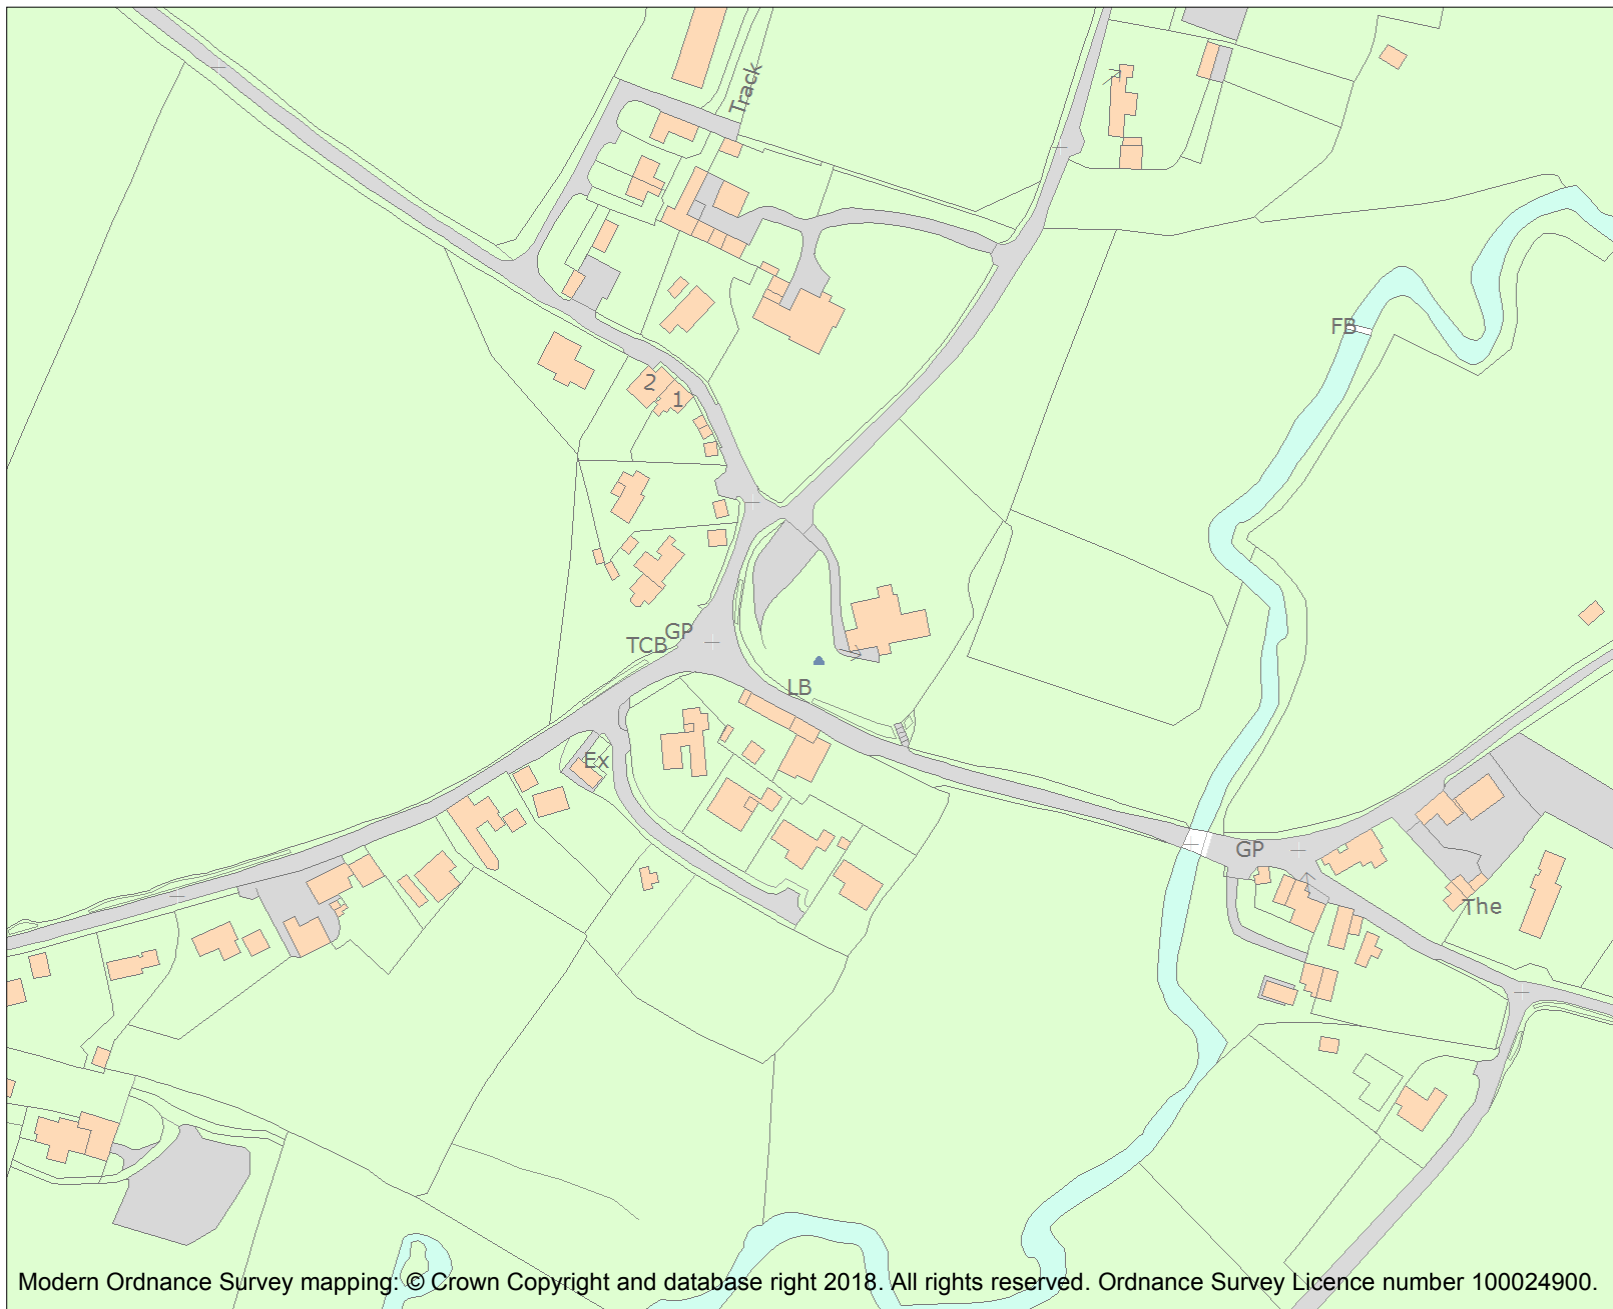 Track
FB
2
1
GP
TCB
LB
Ex
GP
The
Modern Ordnance Survey mapping: © Crown Copyright and database right 2018. All rights reserved. Ordnance Survey Licence number 100024900.